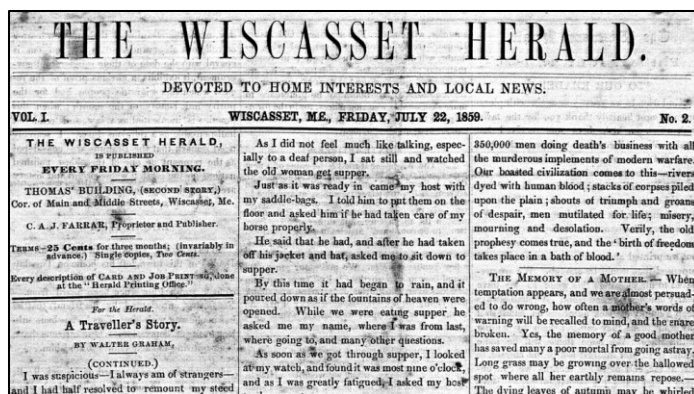 THE WISCASSET HERALD.
DEVOTED TO HOME INTERESTS AND LOCAL NEWS.
VOL. I.
WISCASSET, ME., FRIDAY, JULY 22, 1859.
No. 2.
THE WISCASSET HERALD,
IS PUBLISHED
EVERY FRIDAY MORNING.
THOMAS' BUILDING, (SECOND STORY,)
Cor. of Main and Middle Streets, Wiscasset, Me.
C. A. J. FARRAR, Proprietor and Publisher.
TERMS—25 Cents for three months; (invariably in
advance.) Single copies, Two Cents.
Every description of CARD AND JOB PRINTING, done
at the "Herald Printing Office."
For the Herald.
A Traveller's Story.
BY WALTER GRAHAM,
(CONTINUED.)
I was suspicious—I always am of strangers—
and I had half resolved to remount my steed
As I did not feel much like talking, espec-
ially to a deaf person, I sat still and watched
the old woman get supper.
Just as it was ready in came my host with
my saddle-bags. I told him to put them on the
floor and asked him if he had taken care of my
horse properly.
He said that he had, and after he had taken
off his jacket and hat, asked me to sit down to
supper.
By this time it had began to rain, and it
poured down as if the fountains of heaven were
opened. While we were eating supper he
asked me my name, where I was from last,
where going to, and many other questions.
As soon as we got through supper, I looked
at my watch, and found it was most nine o'clock,
and as I was greatly fatigued, I asked my host
350,000 men doing death's business with all
the murderous implements of modern warfare.
Our boasted civilization comes to this—rivers
dyed with human blood; stacks of corpses piled
upon the plain; shouts of triumph and groans
of despair, men mutilated for life; misery,
mourning and desolation. Verily, the old
prophesy comes true, and the 'birth of freedom
takes place in a bath of blood.'
THE MEMORY OF A MOTHER.—When
temptation appears, and we are almost persuad-
ed to do wrong, how often a mother's words of
warning will be recalled to mind, and the snare
broken. Yes, the memory of a good mother
has saved many a poor mortal from going astray.
Long grass may be growing over the hallowed
spot where all her earthly remains repose.—
The dying leaves of autumn may be whirled